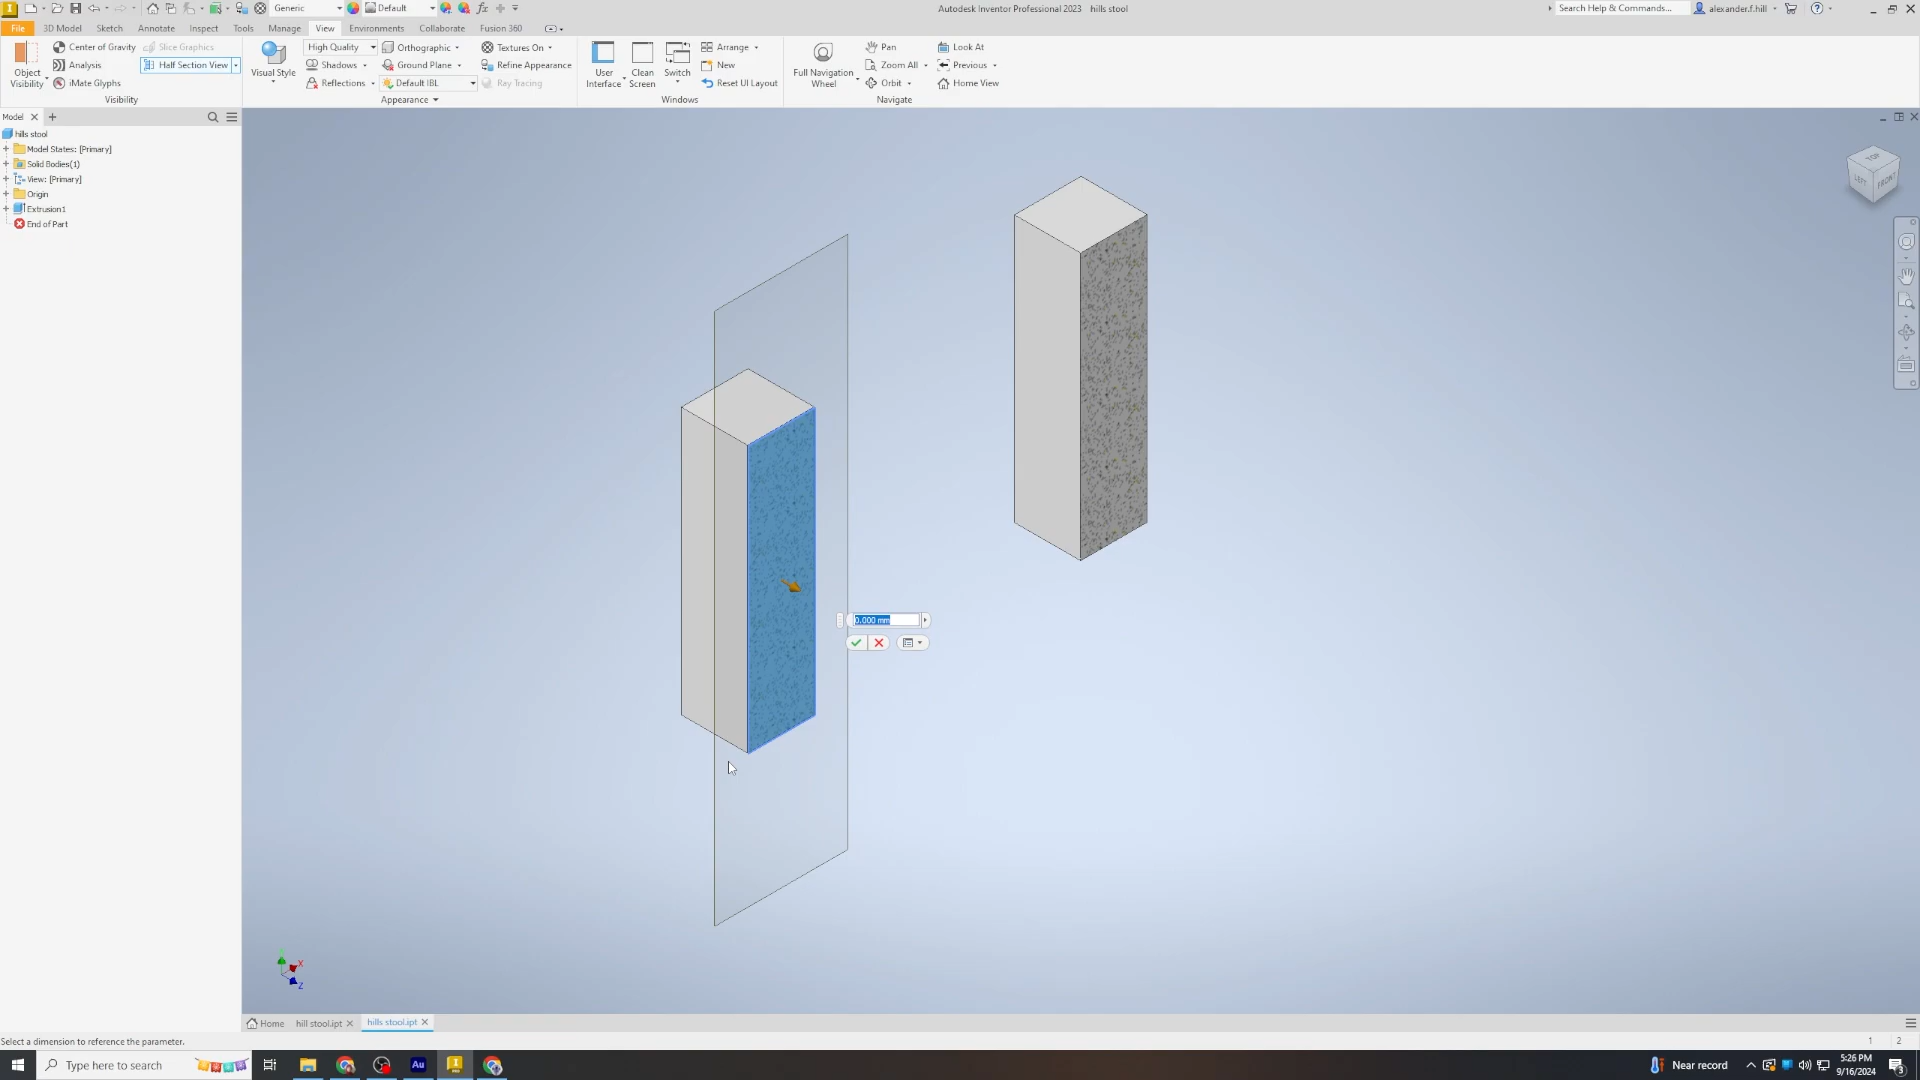 Generic
Default
Autodesk Inventor Professional 2023   hills stool
Search Help & Commands...
alexander.f.hill
File
3D Model
Sketch
Annotate
Inspect
Tools
Manage
View
Environments
Collaborate
Fusion 360
Object
Visibility
Center of Gravity
Slice Graphics
Analysis
Half Section View
iMate Glyphs
Visibility
Visual Style
High Quality
Orthographic
Textures On
Shadows
Ground Plane
Refine Appearance
Reflections
Default IBL
Ray Tracing
Appearance
User
Interface
Clean
Screen
Switch
Arrange
New
Reset UI Layout
Windows
Full Navigation
Wheel
Pan
Look At
Zoom All
Previous
Orbit
Home View
Navigate
Model
hills stool
Model States: [Primary]
Solid Bodies(1)
View: [Primary]
Origin
Extrusion1
End of Part
TOP
LEFT
FRONT
0.000 mm
X
Z
Home
hill stool.ipt
hills stool.ipt
Select a dimension to reference the parameter.
1
2
Type here to search
Au
Near record
5:26 PM
9/16/2024
3